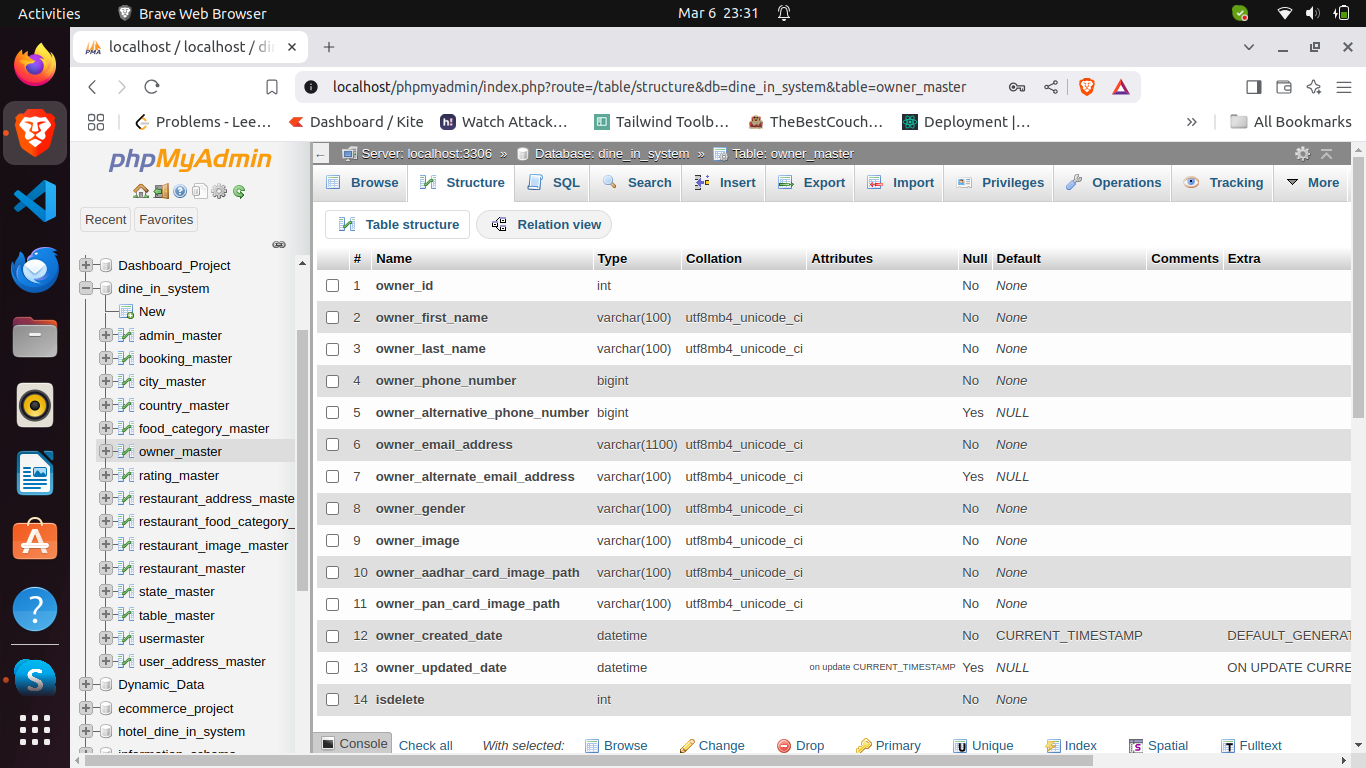 Activities Brave Web Browser Mar 6 23:31
localhost / localhost / di
Problems - Lee… Dashboard / Kite Watch Attack… Tailwind Toolb… TheBestCouch… Deployment |… » All Bookmarks
localhost/phpmyadmin/index.php?route=/table/structure&db=dine_in_system&table=owner_master
phpMyAdmin
Recent Favorites
Dashboard_Project
dine_in_system
New
admin_master
booking_master
city_master
country_master
food_category_master
owner_master
rating_master
restaurant_address_maste
restaurant_food_category_
restaurant_image_master
restaurant_master
state_master
table_master
usermaster
user_address_master
Dynamic_Data
ecommerce_project
hotel_dine_in_system
information_schema
Server: localhost:3306 » Database: dine_in_system » Table: owner_master
Browse Structure SQL Search Insert Export Import Privileges Operations Tracking More
Table structure Relation view
# Name Type Collation Attributes Null Default Comments Extra
1 owner_id int No None
2 owner_first_name varchar(100) utf8mb4_unicode_ci No None
3 owner_last_name varchar(100) utf8mb4_unicode_ci No None
4 owner_phone_number bigint No None
5 owner_alternative_phone_number bigint Yes NULL
6 owner_email_address varchar(1100) utf8mb4_unicode_ci No None
7 owner_alternate_email_address varchar(100) utf8mb4_unicode_ci Yes NULL
8 owner_gender varchar(100) utf8mb4_unicode_ci No None
9 owner_image varchar(100) utf8mb4_unicode_ci No None
10 owner_aadhar_card_image_path varchar(100) utf8mb4_unicode_ci No None
11 owner_pan_card_image_path varchar(100) utf8mb4_unicode_ci No None
12 owner_created_date datetime No CURRENT_TIMESTAMP DEFAULT_GENERAT
13 owner_updated_date datetime on update CURRENT_TIMESTAMP Yes NULL ON UPDATE CURRE
14 isdelete int No None
Console Check all With selected: Browse Change Drop Primary Unique Index Spatial Fulltext